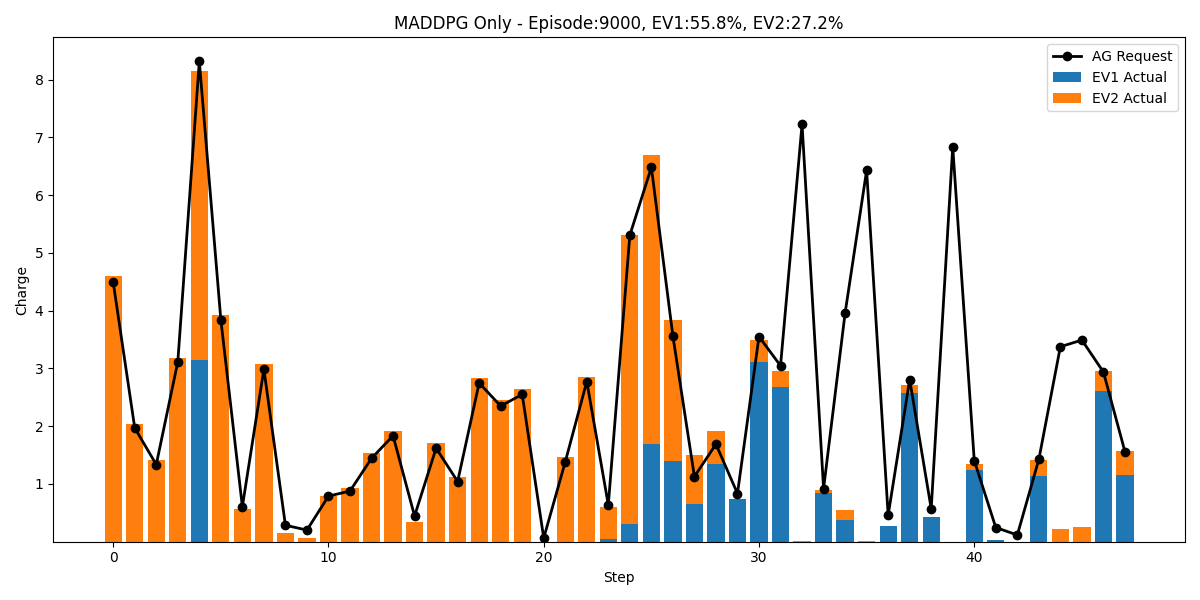 MADDPG Only - Episode:9000, EV1:55.8%, EV2:27.2%
AG Request
EV1 Actual
EV2 Actual
Charge
8
7
6
5
4
3
2
1
0 10 20 30 40
Step